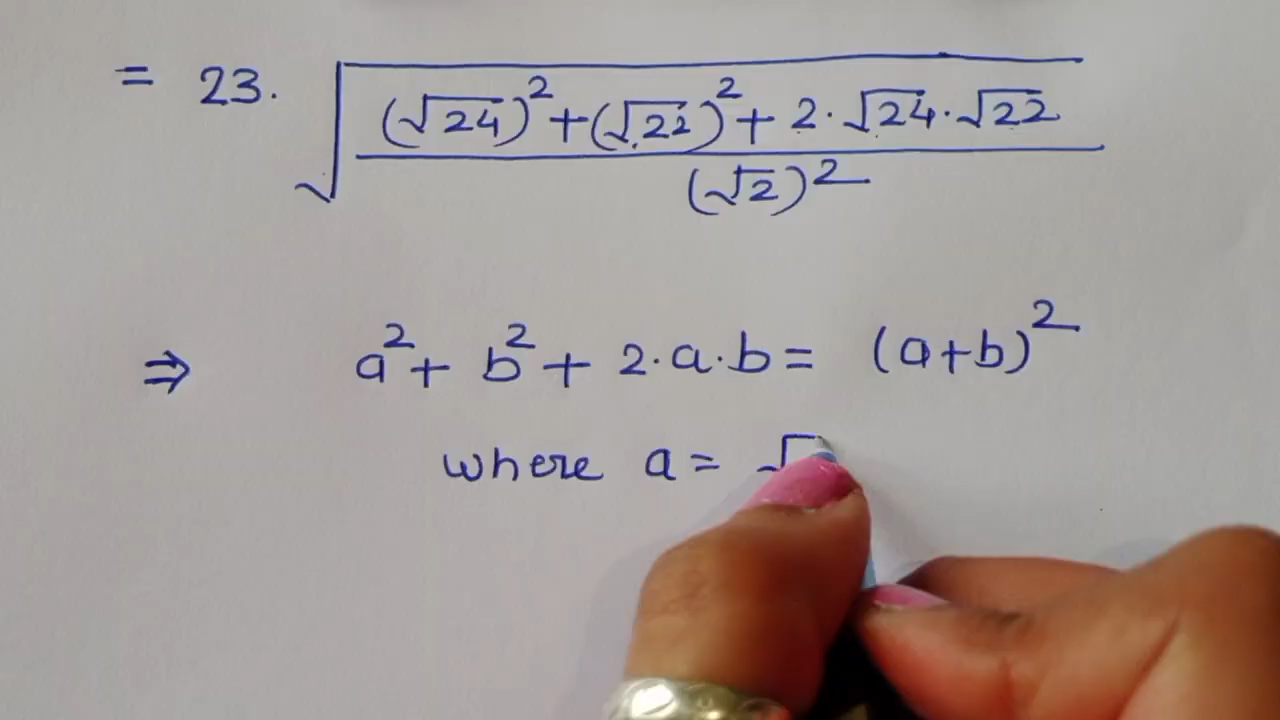 = 23. √(((√24)² + (√22)² + 2·√24·√22) / (√2)²)
⇒ a² + b² + 2·a·b = (a+b)²
where a = √